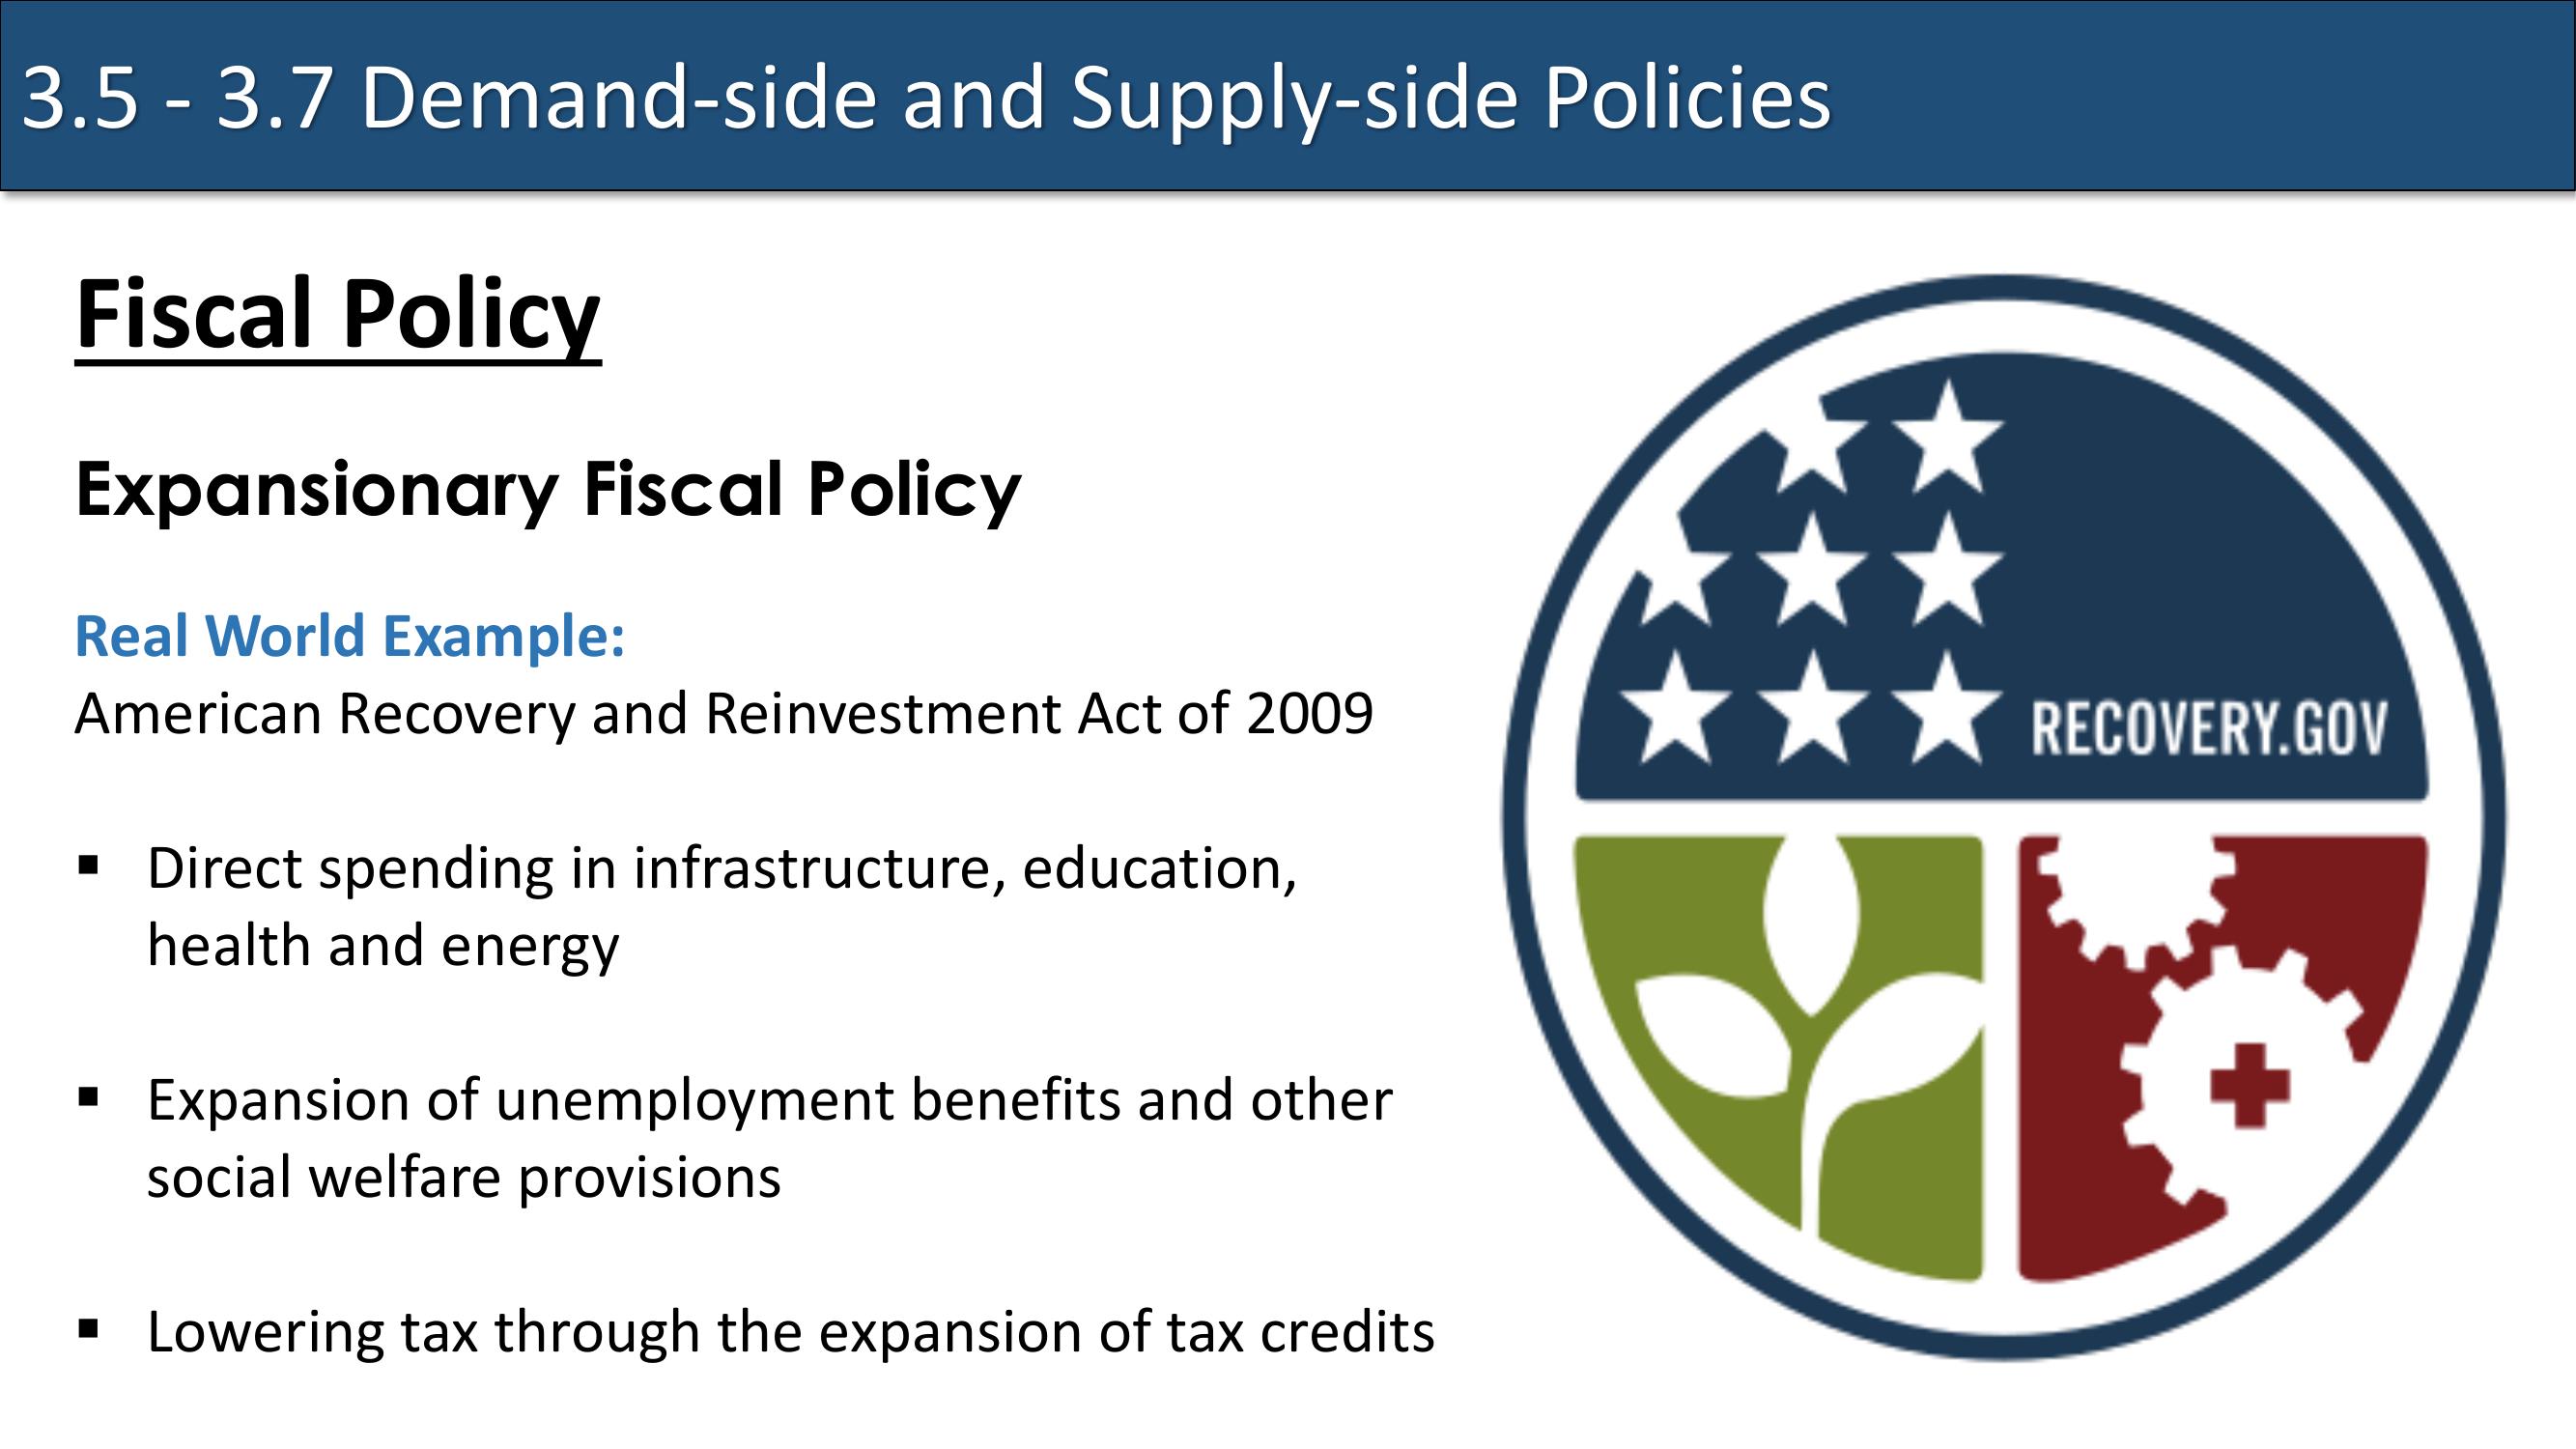 3.5 - 3.7 Demand-side and Supply-side Policies
Fiscal Policy
Expansionary Fiscal Policy
Real World Example:
American Recovery and Reinvestment Act of 2009
▪ Direct spending in infrastructure, education,
health and energy
▪ Expansion of unemployment benefits and other
social welfare provisions
▪ Lowering tax through the expansion of tax credits
RECOVERY.GOV